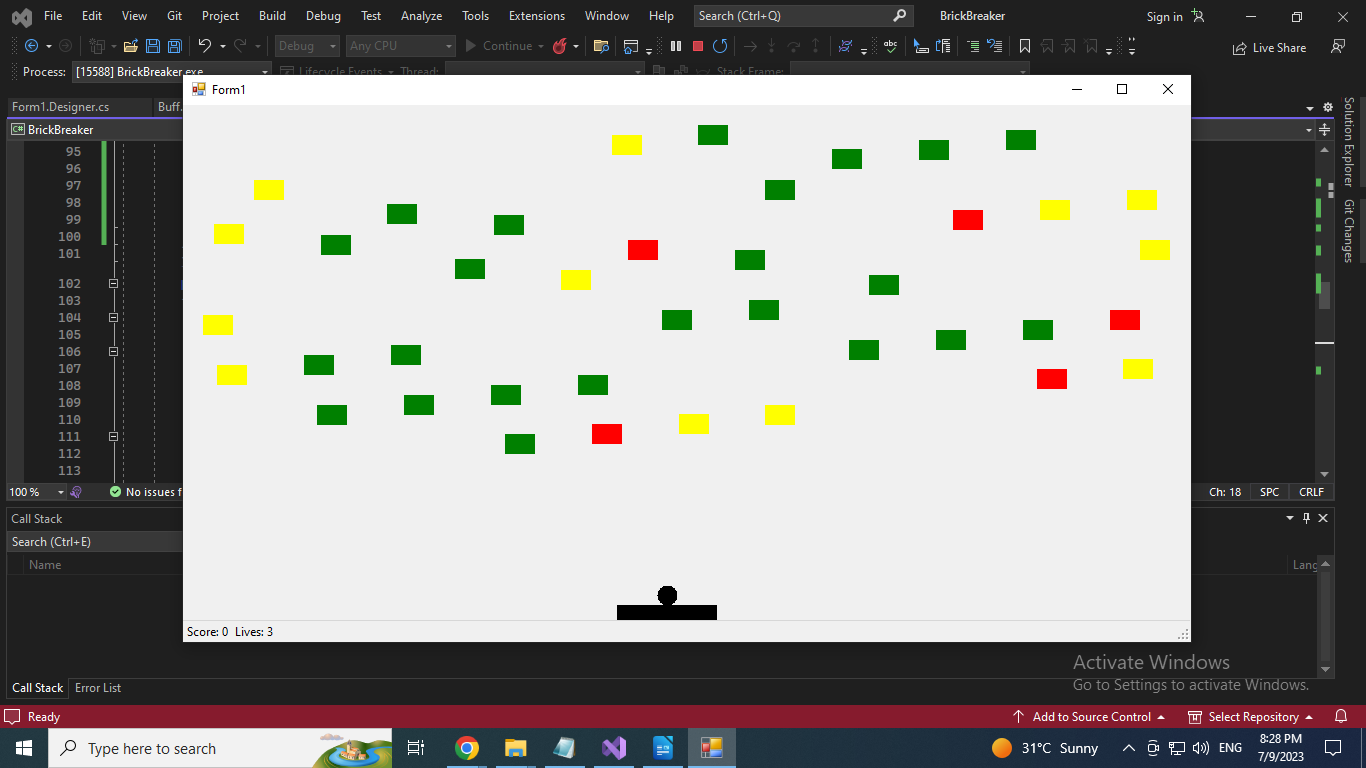 File Edit View Git Project Build Debug Test Analyze Tools Extensions Window Help Search (Ctrl+Q) BrickBreaker Sign in
Debug Any CPU Continue Live Share
Process: [15588] BrickBreaker.exe Lifecycle Events Thread: Stack Frame:
Form1
Form1.Designer.cs Buff
BrickBreaker
95
96
97
98
99
100
101
102
103
104
105
106
107
108
109
110
111
112
113
Solution Explorer
Git Changes
100 % No issues f Ch: 18 SPC CRLF
Call Stack
Search (Ctrl+E)
Name Lang
Score: 0 Lives: 3
Activate Windows
Go to Settings to activate Windows.
Call Stack Error List
Ready Add to Source Control Select Repository
Type here to search 31°C Sunny ENG 8:28 PM
7/9/2023